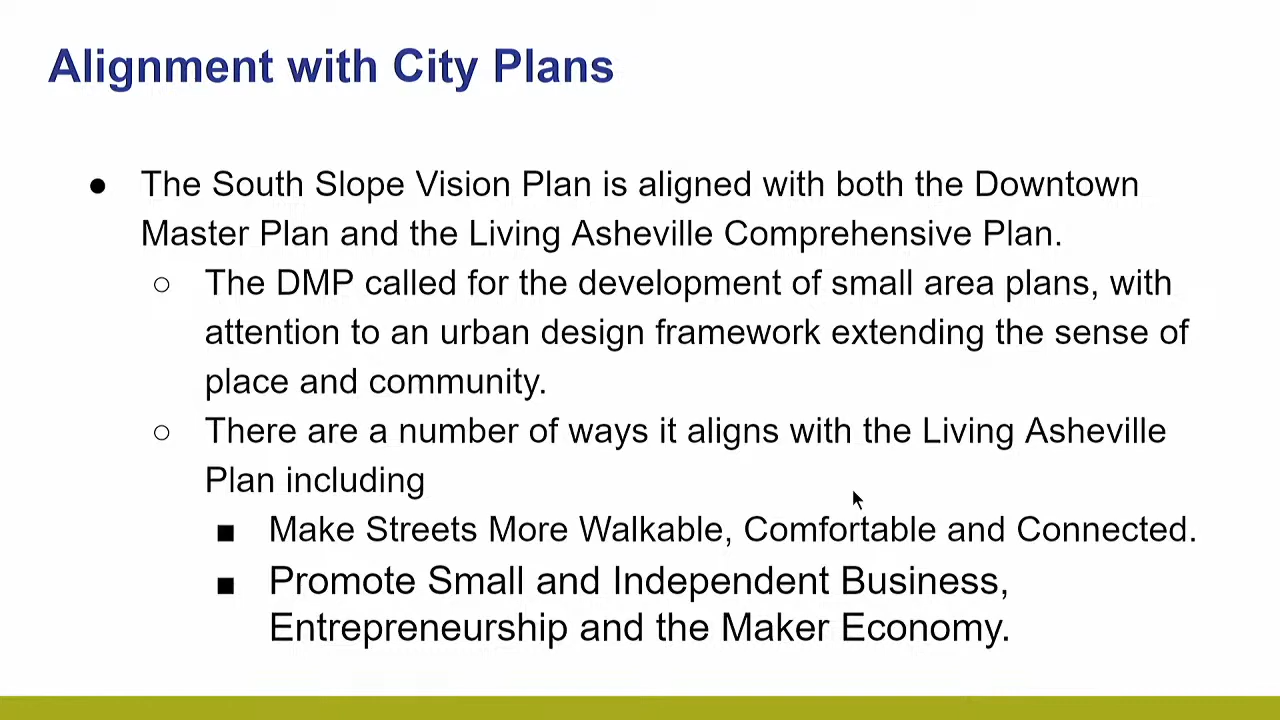 Alignment with City Plans
● The South Slope Vision Plan is aligned with both the Downtown
Master Plan and the Living Asheville Comprehensive Plan.
○ The DMP called for the development of small area plans, with
attention to an urban design framework extending the sense of
place and community.
○ There are a number of ways it aligns with the Living Asheville
Plan including
■ Make Streets More Walkable, Comfortable and Connected.
■ Promote Small and Independent Business,
Entrepreneurship and the Maker Economy.